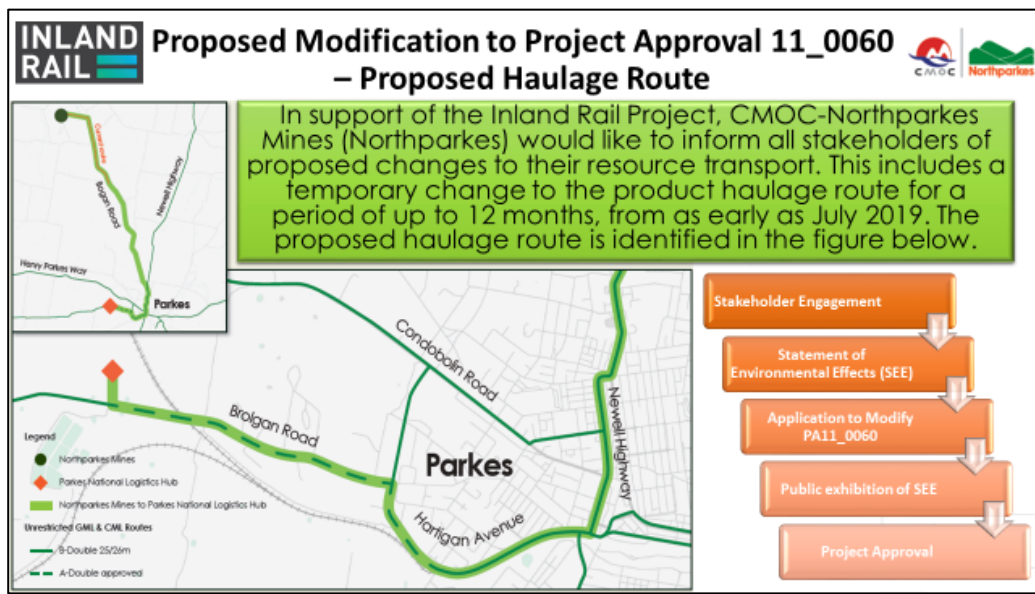 INLAND
RAIL
Proposed Modification to Project Approval 11_0060
– Proposed Haulage Route
CMOC
Northparkes
In support of the Inland Rail Project, CMOC-Northparkes
Mines (Northparkes) would like to inform all stakeholders of
proposed changes to their resource transport. This includes a
temporary change to the product haulage route for a
period of up to 12 months, from as early as July 2019. The
proposed haulage route is identified in the figure below.
Bogan Road
Newell Highway
Henry Parkes Way
Parkes
Condobolin Road
Newell Highway
Brolgan Road
Parkes
Hartigan Avenue
Legend
Northparkes Mines
Parkes National Logistics Hub
Northparkes Mines to Parkes National Logistics Hub
Unrestricted GML & CML Routes
B-Double 25/26m
A-Double approved
Stakeholder Engagement
Statement of
Environmental Effects (SEE)
Application to Modify
PA11_0060
Public exhibition of SEE
Project Approval